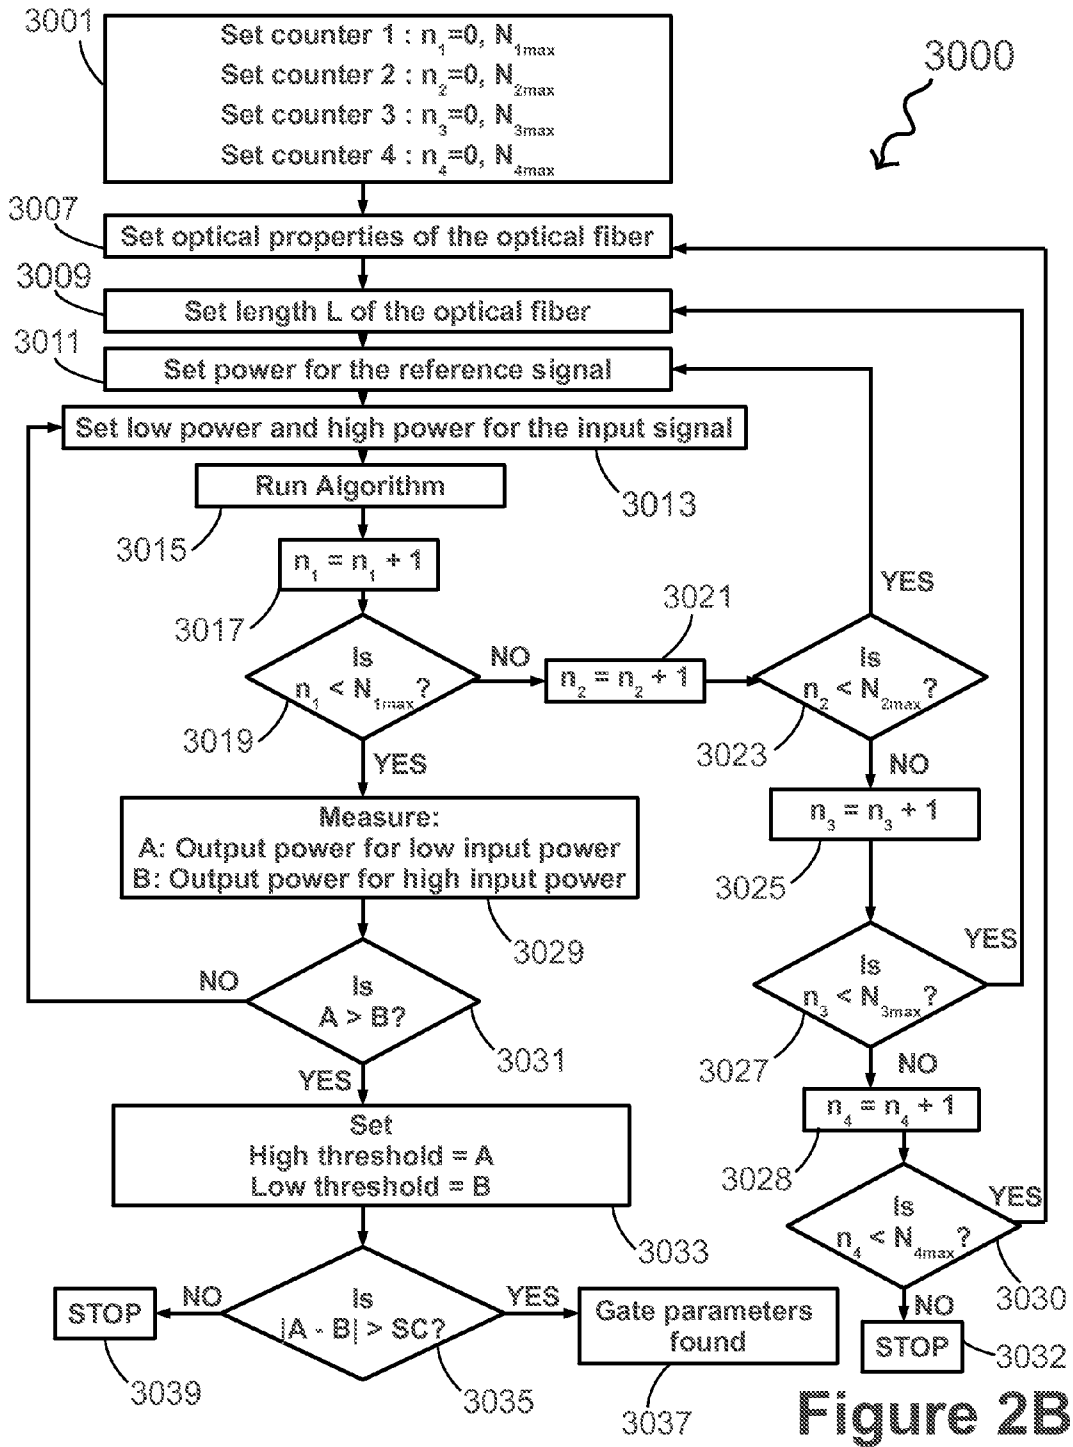 3001
Set counter 1 : n1=0, N1max
Set counter 2 : n2=0, N2max
Set counter 3 : n3=0, N3max
Set counter 4 : n4=0, N4max
3000
3007
Set optical properties of the optical fiber
3009
Set length L of the optical fiber
3011
Set power for the reference signal
Set low power and high power for the input signal
3013
Run Algorithm
3015
n1 = n1 + 1
3017
Is
n1 < N1max?
3019
NO
YES
3021
n2 = n2 + 1
Is
n2 < N2max?
3023
YES
NO
n3 = n3 + 1
3025
Is
n3 < N3max?
3027
YES
NO
n4 = n4 + 1
3028
Is
n4 < N4max?
3030
YES
NO
STOP
3032
Measure:
A: Output power for low input power
B: Output power for high input power
3029
Is
A > B?
3031
NO
YES
Set
High threshold = A
Low threshold = B
3033
Is
|A - B| > SC?
3035
NO
STOP
3039
YES
Gate parameters
found
3037
Figure 2B